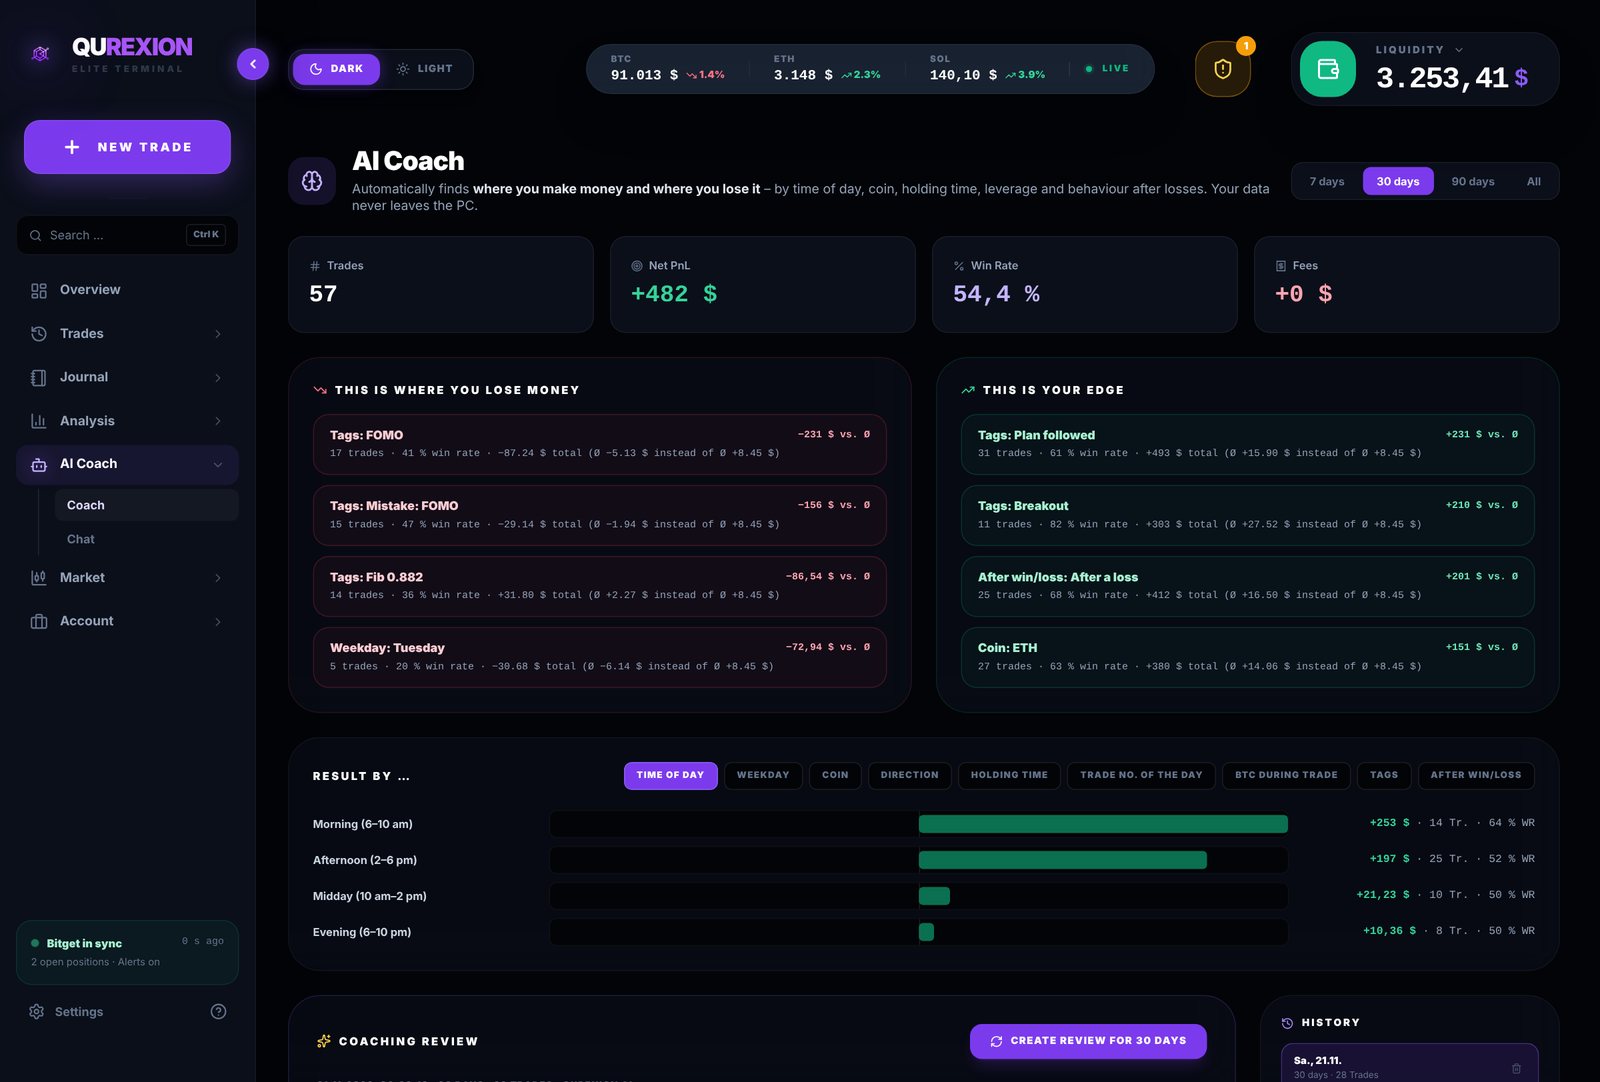 QUREXION
ELITE TERMINAL
DARK
LIGHT
BTC
91.013 $ 1.4%
ETH
3.148 $ 2.3%
SOL
140,10 $ 3.9%
LIVE
1
LIQUIDITY
3.253,41 $
NEW TRADE
Search ...
Ctrl K
Overview
Trades
Journal
Analysis
AI Coach
Coach
Chat
Market
Account
Bitget in sync
0 s ago
2 open positions · Alerts on
Settings
AI Coach
Automatically finds where you make money and where you lose it – by time of day, coin, holding time, leverage and behaviour after losses. Your data
never leaves the PC.
7 days
30 days
90 days
All
Trades
57
Net PnL
+482 $
Win Rate
54,4 %
Fees
+0 $
THIS IS WHERE YOU LOSE MONEY
Tags: FOMO
−231 $ vs. Ø
17 trades · 41 % win rate · −87.24 $ total (Ø −5.13 $ instead of Ø +8.45 $)
Tags: Mistake: FOMO
−156 $ vs. Ø
15 trades · 47 % win rate · −29.14 $ total (Ø −1.94 $ instead of Ø +8.45 $)
Tags: Fib 0.882
−86,54 $ vs. Ø
14 trades · 36 % win rate · +31.80 $ total (Ø +2.27 $ instead of Ø +8.45 $)
Weekday: Tuesday
−72,94 $ vs. Ø
5 trades · 20 % win rate · −30.68 $ total (Ø −6.14 $ instead of Ø +8.45 $)
THIS IS YOUR EDGE
Tags: Plan followed
+231 $ vs. Ø
31 trades · 61 % win rate · +493 $ total (Ø +15.90 $ instead of Ø +8.45 $)
Tags: Breakout
+210 $ vs. Ø
11 trades · 82 % win rate · +303 $ total (Ø +27.52 $ instead of Ø +8.45 $)
After win/loss: After a loss
+201 $ vs. Ø
25 trades · 68 % win rate · +412 $ total (Ø +16.50 $ instead of Ø +8.45 $)
Coin: ETH
+151 $ vs. Ø
27 trades · 63 % win rate · +380 $ total (Ø +14.06 $ instead of Ø +8.45 $)
RESULT BY ...
TIME OF DAY
WEEKDAY
COIN
DIRECTION
HOLDING TIME
TRADE NO. OF THE DAY
BTC DURING TRADE
TAGS
AFTER WIN/LOSS
Morning (6–10 am)
+253 $ · 14 Tr. · 64 % WR
Afternoon (2–6 pm)
+197 $ · 25 Tr. · 52 % WR
Midday (10 am–2 pm)
+21,23 $ · 10 Tr. · 50 % WR
Evening (6–10 pm)
+10,36 $ · 8 Tr. · 50 % WR
COACHING REVIEW
CREATE REVIEW FOR 30 DAYS
HISTORY
Sa., 21.11.
30 days · 28 Trades